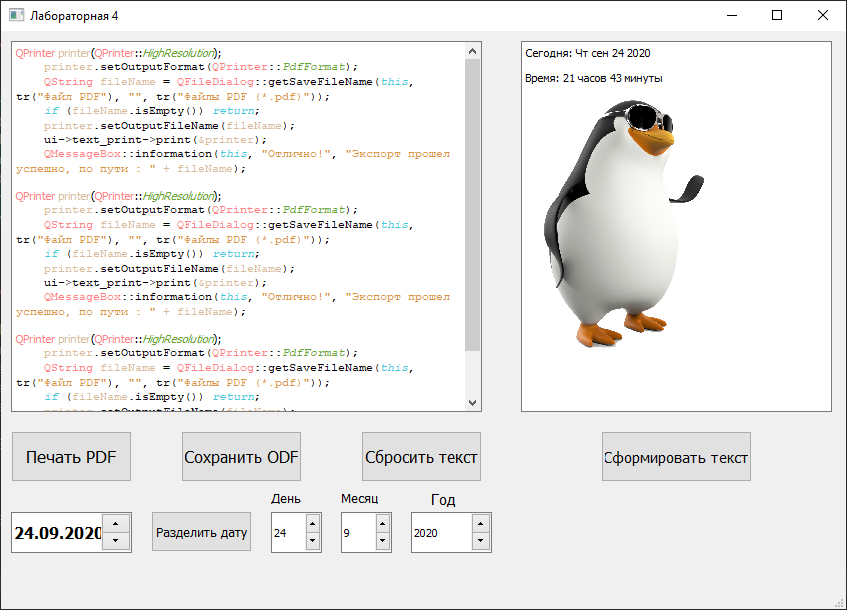 Лабораторная 4
QPrinter printer(QPrinter::HighResolution);
printer.setOutputFormat(QPrinter::PdfFormat);
QString fileName = QFileDialog::getSaveFileName(this,
tr("Файл PDF"), "", tr("Файлы PDF (*.pdf)"));
if (fileName.isEmpty()) return;
printer.setOutputFileName(fileName);
ui->text_print->print(&printer);
QMessageBox::information(this, "Отлично!", "Экспорт прошел
успешно, по пути : " + fileName);
QPrinter printer(QPrinter::HighResolution);
printer.setOutputFormat(QPrinter::PdfFormat);
QString fileName = QFileDialog::getSaveFileName(this,
tr("Файл PDF"), "", tr("Файлы PDF (*.pdf)"));
if (fileName.isEmpty()) return;
printer.setOutputFileName(fileName);
ui->text_print->print(&printer);
QMessageBox::information(this, "Отлично!", "Экспорт прошел
успешно, по пути : " + fileName);
QPrinter printer(QPrinter::HighResolution);
printer.setOutputFormat(QPrinter::PdfFormat);
QString fileName = QFileDialog::getSaveFileName(this,
tr("Файл PDF"), "", tr("Файлы PDF (*.pdf)"));
if (fileName.isEmpty()) return;
printer.setOutputFileName(fileName);
Сегодня: Чт сен 24 2020
Время: 21 часов 43 минуты
Печать PDF
Сохранить ODF
Сбросить текст
Сформировать текст
День
Месяц
Год
24.09.2020
Разделить дату
24
9
2020